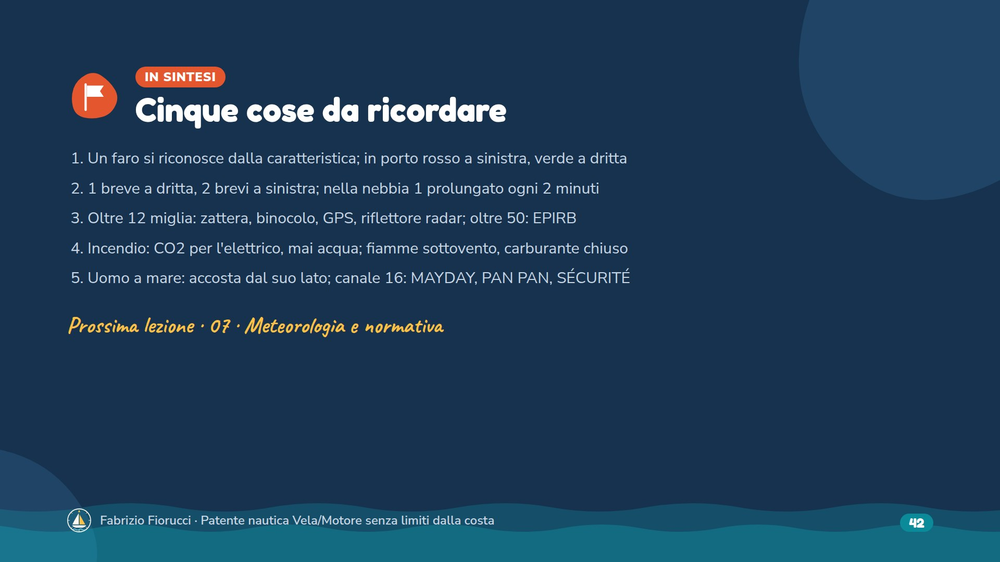 IN SINTESI
Cinque cose da ricordare
1. Un faro si riconosce dalla caratteristica; in porto rosso a sinistra, verde a dritta
2. 1 breve a dritta, 2 brevi a sinistra; nella nebbia 1 prolungato ogni 2 minuti
3. Oltre 12 miglia: zattera, binocolo, GPS, riflettore radar; oltre 50: EPIRB
4. Incendio: CO2 per l'elettrico, mai acqua; fiamme sottovento, carburante chiuso
5. Uomo a mare: accosta dal suo lato; canale 16: MAYDAY, PAN PAN, SÉCURITÉ
Prossima lezione · 07 · Meteorologia e normativa
Fabrizio Fiorucci · Patente nautica Vela/Motore senza limiti dalla costa
42